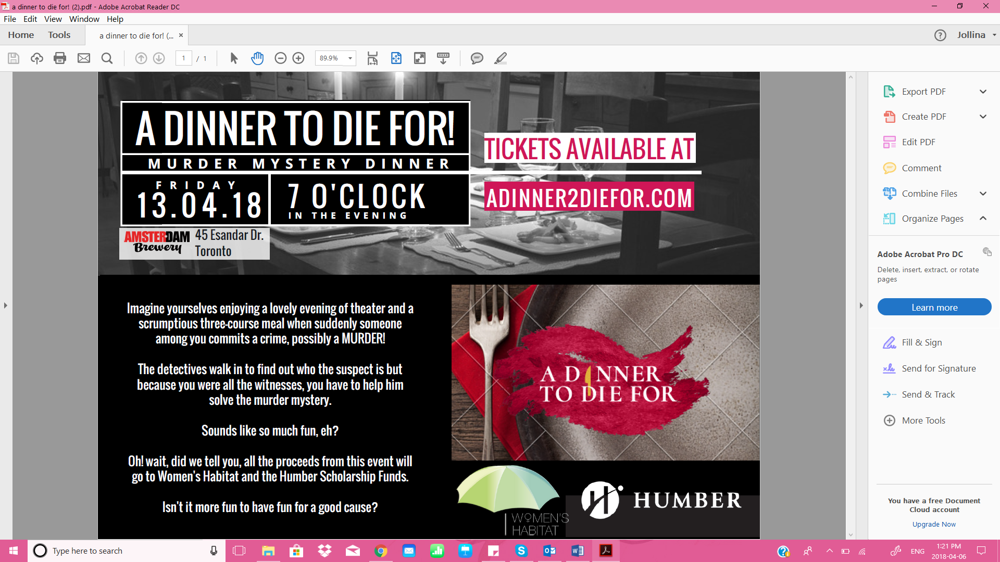 a dinner to die for! (2).pdf - Adobe Acrobat Reader DC
File Edit View Window Help
Home Tools a dinner to die for! (... × Jollina
1 / 1 89.9%
A DINNER TO DIE FOR!
MURDER MYSTERY DINNER
FRIDAY
13.04.18
7 O'CLOCK
IN THE EVENING
AMSTERDAM
Brewery
45 Esandar Dr.
Toronto
TICKETS AVAILABLE AT
ADINNER2DIEFOR.COM
Imagine yourselves enjoying a lovely evening of theater and a
scrumptious three-course meal when suddenly someone
among you commits a crime, possibly a MURDER!
The detectives walk in to find out who the suspect is but
because you were all the witnesses, you have to help him
solve the murder mystery.
Sounds like so much fun, eh?
Oh! wait, did we tell you, all the proceeds from this event will
go to Women's Habitat and the Humber Scholarship Funds.
Isn't it more fun to have fun for a good cause?
A DINNER
TO DIE FOR
WOMEN'S
HABITAT
HUMBER
Export PDF
Create PDF
Edit PDF
Comment
Combine Files
Organize Pages
Adobe Acrobat Pro DC
Delete, insert, extract, or rotate
pages
Learn more
Fill & Sign
Send for Signature
Send & Track
More Tools
You have a free Document
Cloud account
Upgrade Now
Type here to search
ENG
1:21 PM
2018-04-06